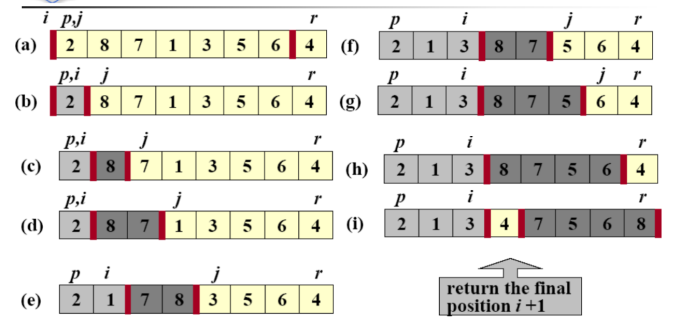 i p,j r
(a) 2 8 7 1 3 5 6 4
p,i j r
(b) 2 8 7 1 3 5 6 4
p,i j r
(c) 2 8 7 1 3 5 6 4
p,i j r
(d) 2 8 7 1 3 5 6 4
p i j r
(e) 2 1 7 8 3 5 6 4
p i j r
(f) 2 1 3 8 7 5 6 4
p i j r
(g) 2 1 3 8 7 5 6 4
p i r
(h) 2 1 3 8 7 5 6 4
p i r
(i) 2 1 3 4 7 5 6 8
return the final
position i +1